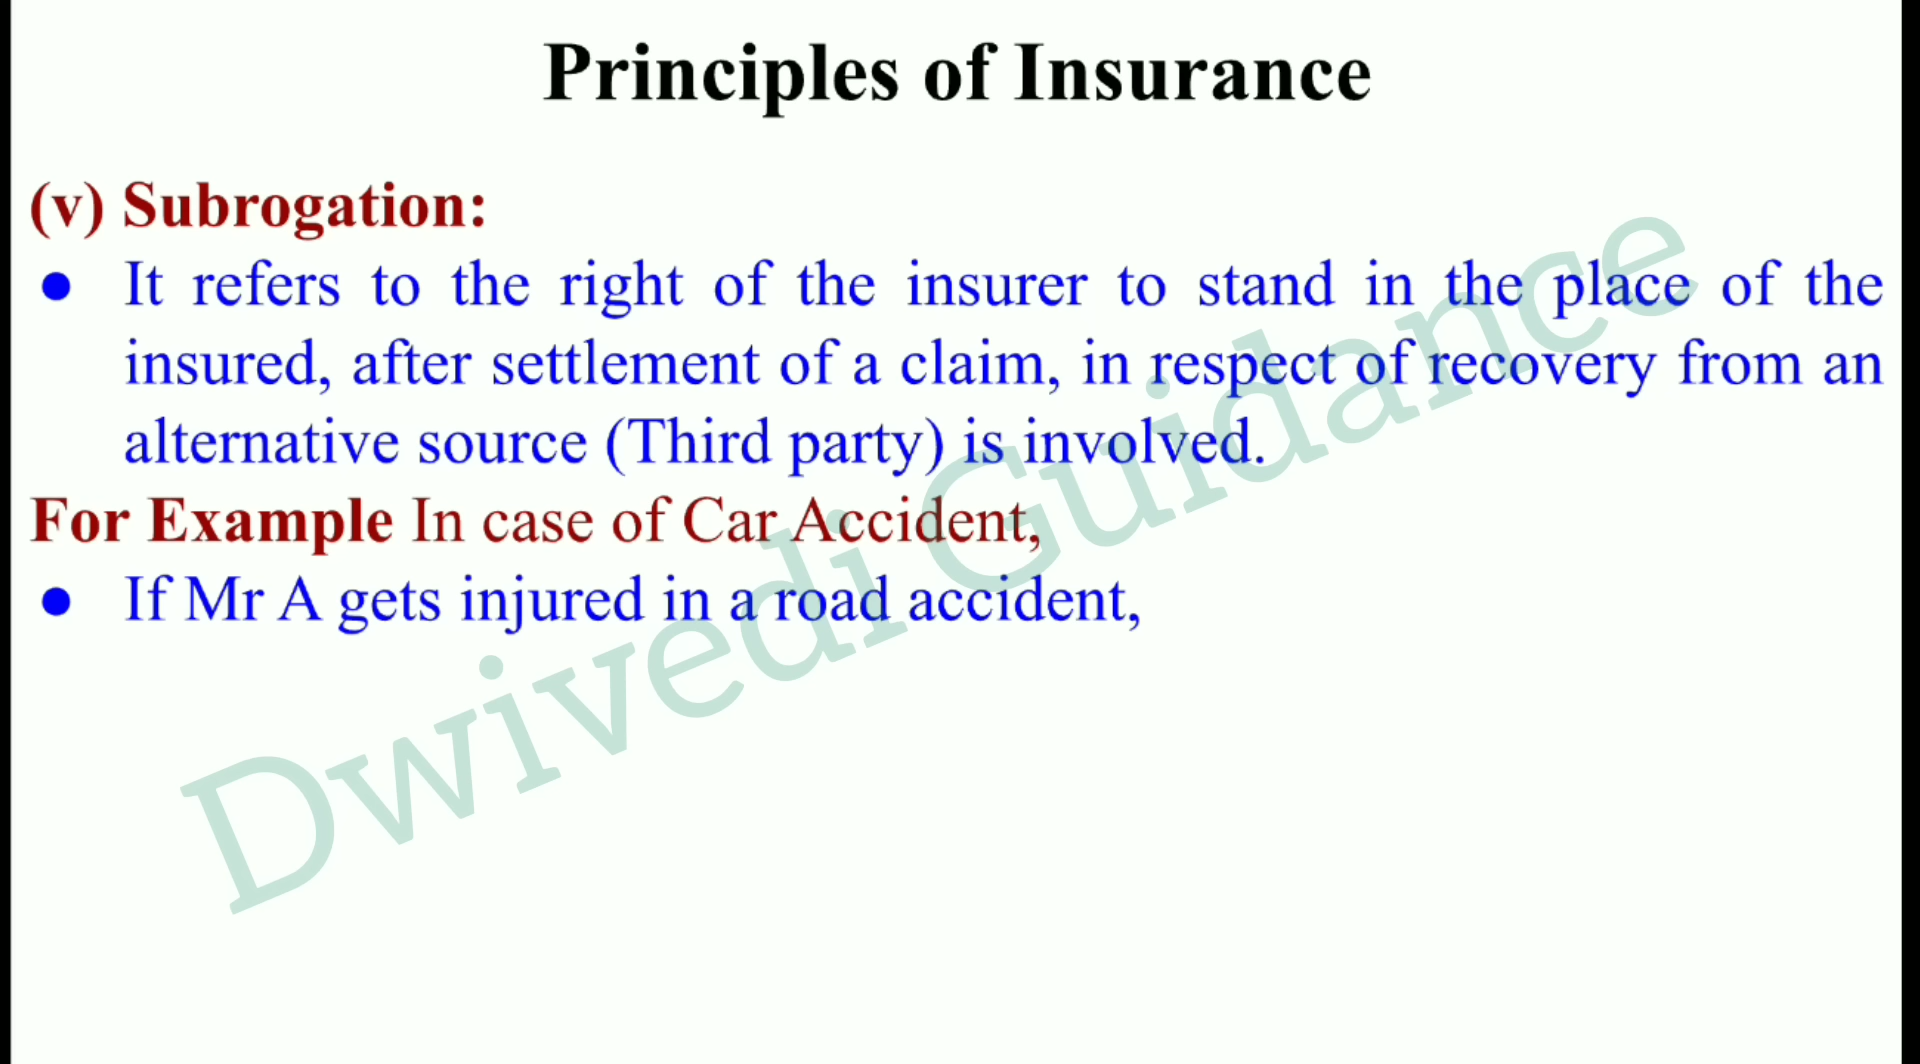 Principles of Insurance
(v) Subrogation:
● It refers to the right of the insurer to stand in the place of the
insured, after settlement of a claim, in respect of recovery from an
alternative source (Third party) is involved.
For Example In case of Car Accident,
● If Mr A gets injured in a road accident,
Dwivedi Guidance